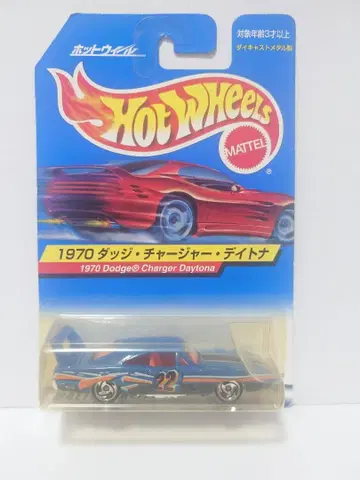 ホットウィール
対象年齢3才以上
ダイキャストメタル製
HOT WHEELS
MATTEL
®
1970 ダッジ・チャージャー・デイトナ
1970 Dodge® Charger Daytona
22